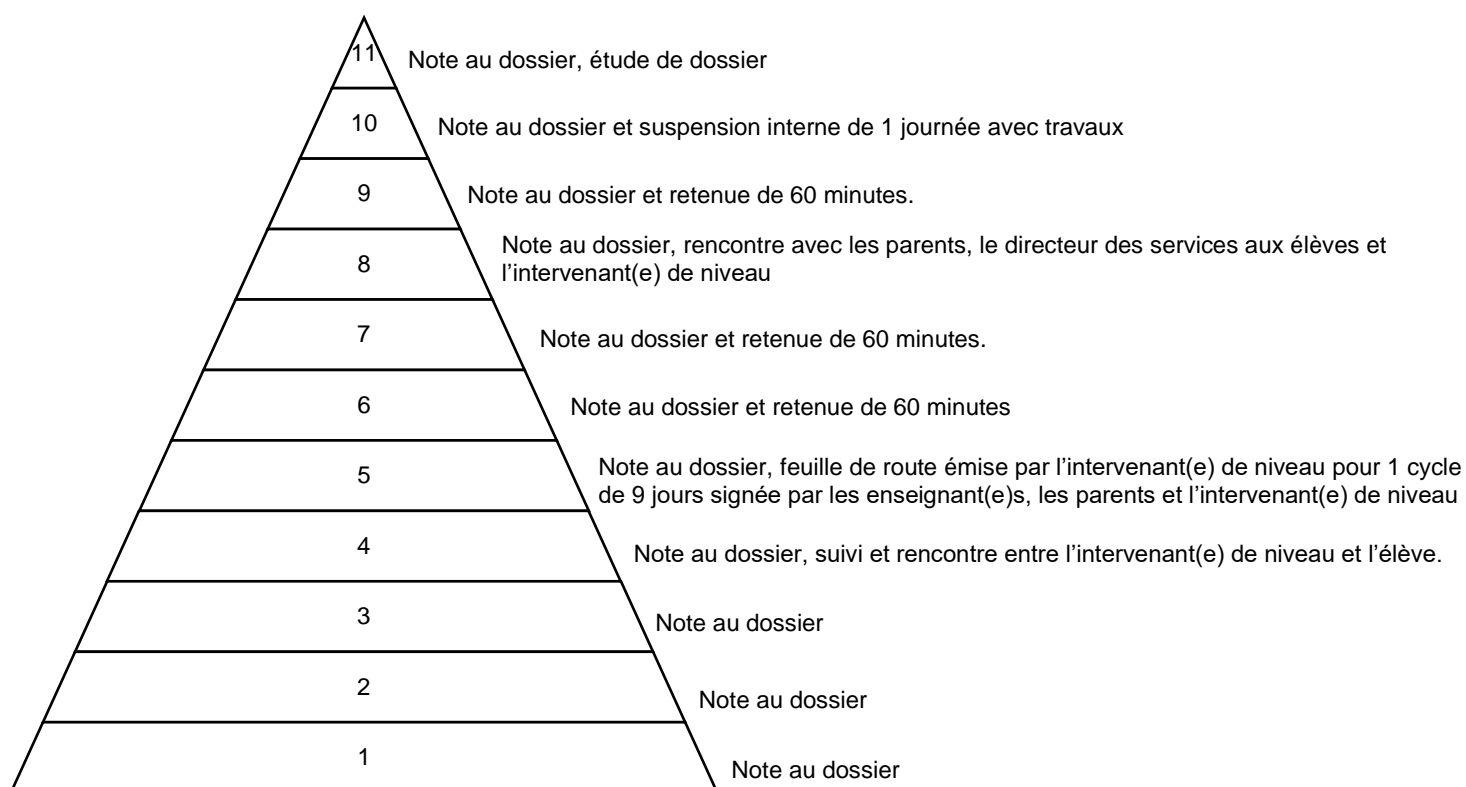 11
Note au dossier, étude de dossier
10
Note au dossier et suspension interne de 1 journée avec travaux
9
Note au dossier et retenue de 60 minutes.
8
Note au dossier, rencontre avec les parents, le directeur des services aux élèves et
l’intervenant(e) de niveau
7
Note au dossier et retenue de 60 minutes.
6
Note au dossier et retenue de 60 minutes
5
Note au dossier, feuille de route émise par l’intervenant(e) de niveau pour 1 cycle
de 9 jours signée par les enseignant(e)s, les parents et l’intervenant(e) de niveau
4
Note au dossier, suivi et rencontre entre l’intervenant(e) de niveau et l’élève.
3
Note au dossier
2
Note au dossier
1
Note au dossier